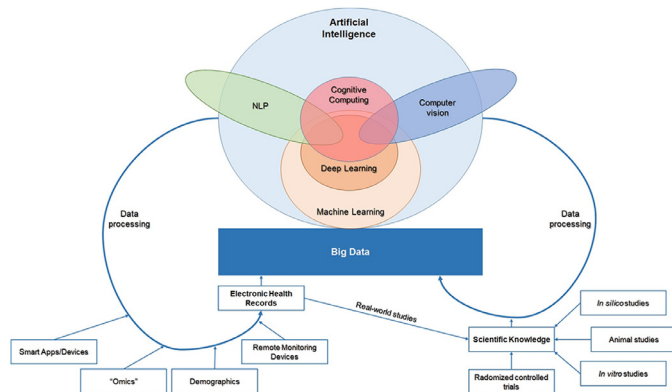 Artificial
Intelligence
Cognitive
Computing
NLP
Computer
vision
Deep Learning
Machine Learning
Data
processing
Data
processing
Big Data
Electronic Health
Records
Real-world studies
In silico studies
Smart Apps/Devices
Remote Monitoring
Devices
Scientific Knowledge
Animal studies
"Omics"
Demographics
Radomized controlled
trials
In vitro studies